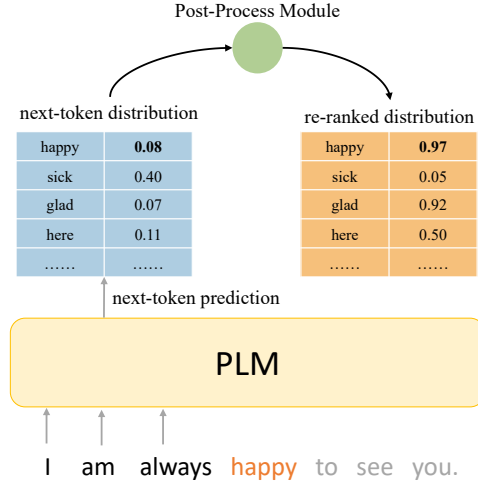 Post-Process Module
next-token distribution
happy 0.08
sick 0.40
glad 0.07
here 0.11
…… ……
re-ranked distribution
happy 0.97
sick 0.05
glad 0.92
here 0.50
…… ……
next-token prediction
PLM
I am always happy to see you.